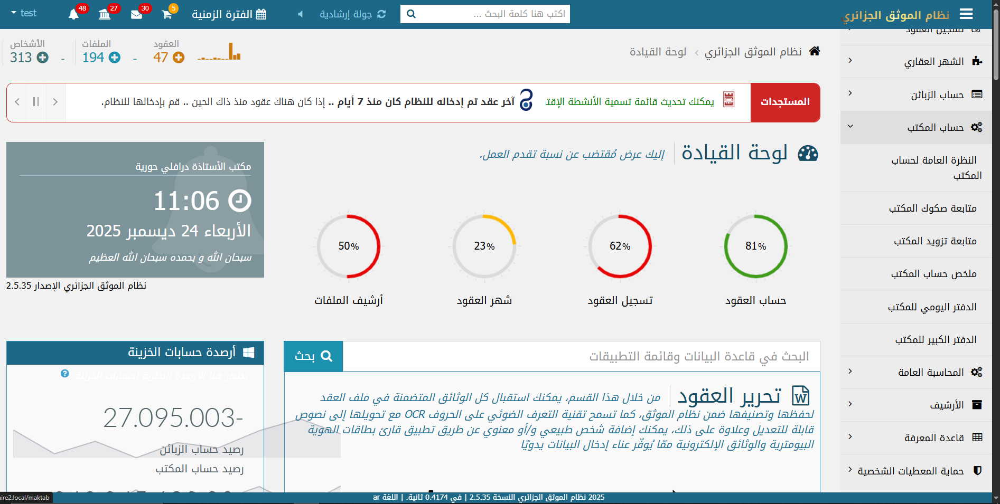 نظام الموثق الجزائري
اكتب هنا كلمة البحث ...
جولة إرشادية
الفترة الزمنية
5
30
27
48
test
تسجيل العقود
الشهر العقاري
حساب الزبائن
حساب المكتب
النظرة العامة لحساب
المكتب
متابعة صكوك المكتب
متابعة تزويد المكتب
ملخص حساب المكتب
الدفتر اليومي للمكتب
الدفتر الكبير للمكتب
المحاسبة العامة
الأرشيف
قاعدة المعرفة
حماية المعطيات الشخصية
نظام الموثق الجزائري
لوحة القيادة
العقود
47
-
الملفات
194
-
الأشخاص
313
المستجدات
يمكنك تحديث قائمة تسمية الأنشطة الإقتـ
آخر عقد تم إدخاله للنظام كان منذ 7 أيام .. إذا كان هناك عقود منذ ذاك الحين .. قم بإدخالها للنظام.
لوحة القيادة
إليك عرض مُقتضب عن نسبة تقدم العمل.
81%
62%
23%
50%
حساب العقود
تسجيل العقود
شهر العقود
أرشيف الملفات
مكتب الأستاذة درافلي حورية
11:06
الأربعاء 24 ديسمبر 2025
سبحان الله و بحمده سبحان الله العظيم
نظام الموثق الجزائري الإصدار 2.5.35
البحث في قاعدة البيانات وقائمة التطبيقات
بحث
تحرير العقود
من خلال هذا القسم، يمكنك استقبال كل الوثائق المتضمنة في ملف العقد
لحفظها وتصنيفها ضمن نظام الموثق، كما تسمح تقنية التعرف الضوئي على الحروف OCR مع تحويلها إلى نصوص
قابلة للتعديل وعلاوة على ذلك، يمكنك إضافة شخص طبيعي و/أو معنوي عن طريق تطبيق قارئ بطاقات الهوية
البيومترية والوثائق الإلكترونية ممّا يُوفّر عناء إدخال البيانات يدويّا
أرصدة حسابات الخزينة
يظهر هنا الأرصدة النظرية لحسابات الخزينة
27.095.003-
رصيد حساب الزبائن
رصيد حساب المكتب
2025 نظام الموثق الجزائري النسخة 2.5.35 | في 0.4174 ثانية. | اللغة ar
aire2.local/maktab